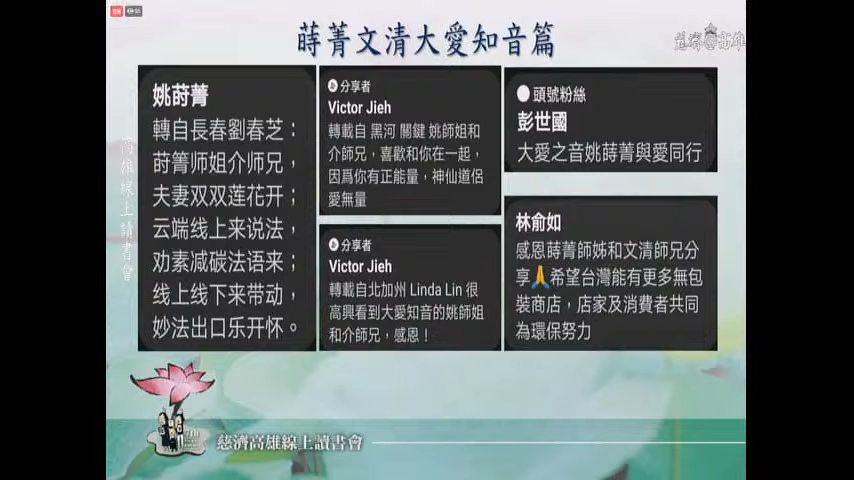 蒔菁文清大愛知音篇
慈濟高雄
高雄線上讀書會
姚莳菁
轉自長春劉春芝：
莳箐师姐介师兄，
夫妻双双莲花开；
云端线上来说法，
劝素减碳法语来；
线上线下来带动，
妙法出口乐开怀。
分享者
Victor Jieh
轉載自 黑河 關鍵 姚師姐和
介師兄，喜歡和你在一起，
因爲你有正能量，神仙道侶
愛無量
分享者
Victor Jieh
轉載自北加州 Linda Lin 很
高興看到大愛知音的姚師姐
和介師兄，感恩！
頭號粉絲
彭世國
大愛之音姚蒔菁與愛同行
林俞如
感恩蒔菁師姊和文清師兄分
享🙏希望台灣能有更多無包
裝商店，店家及消費者共同
為環保努力
慈濟高雄線上讀書會